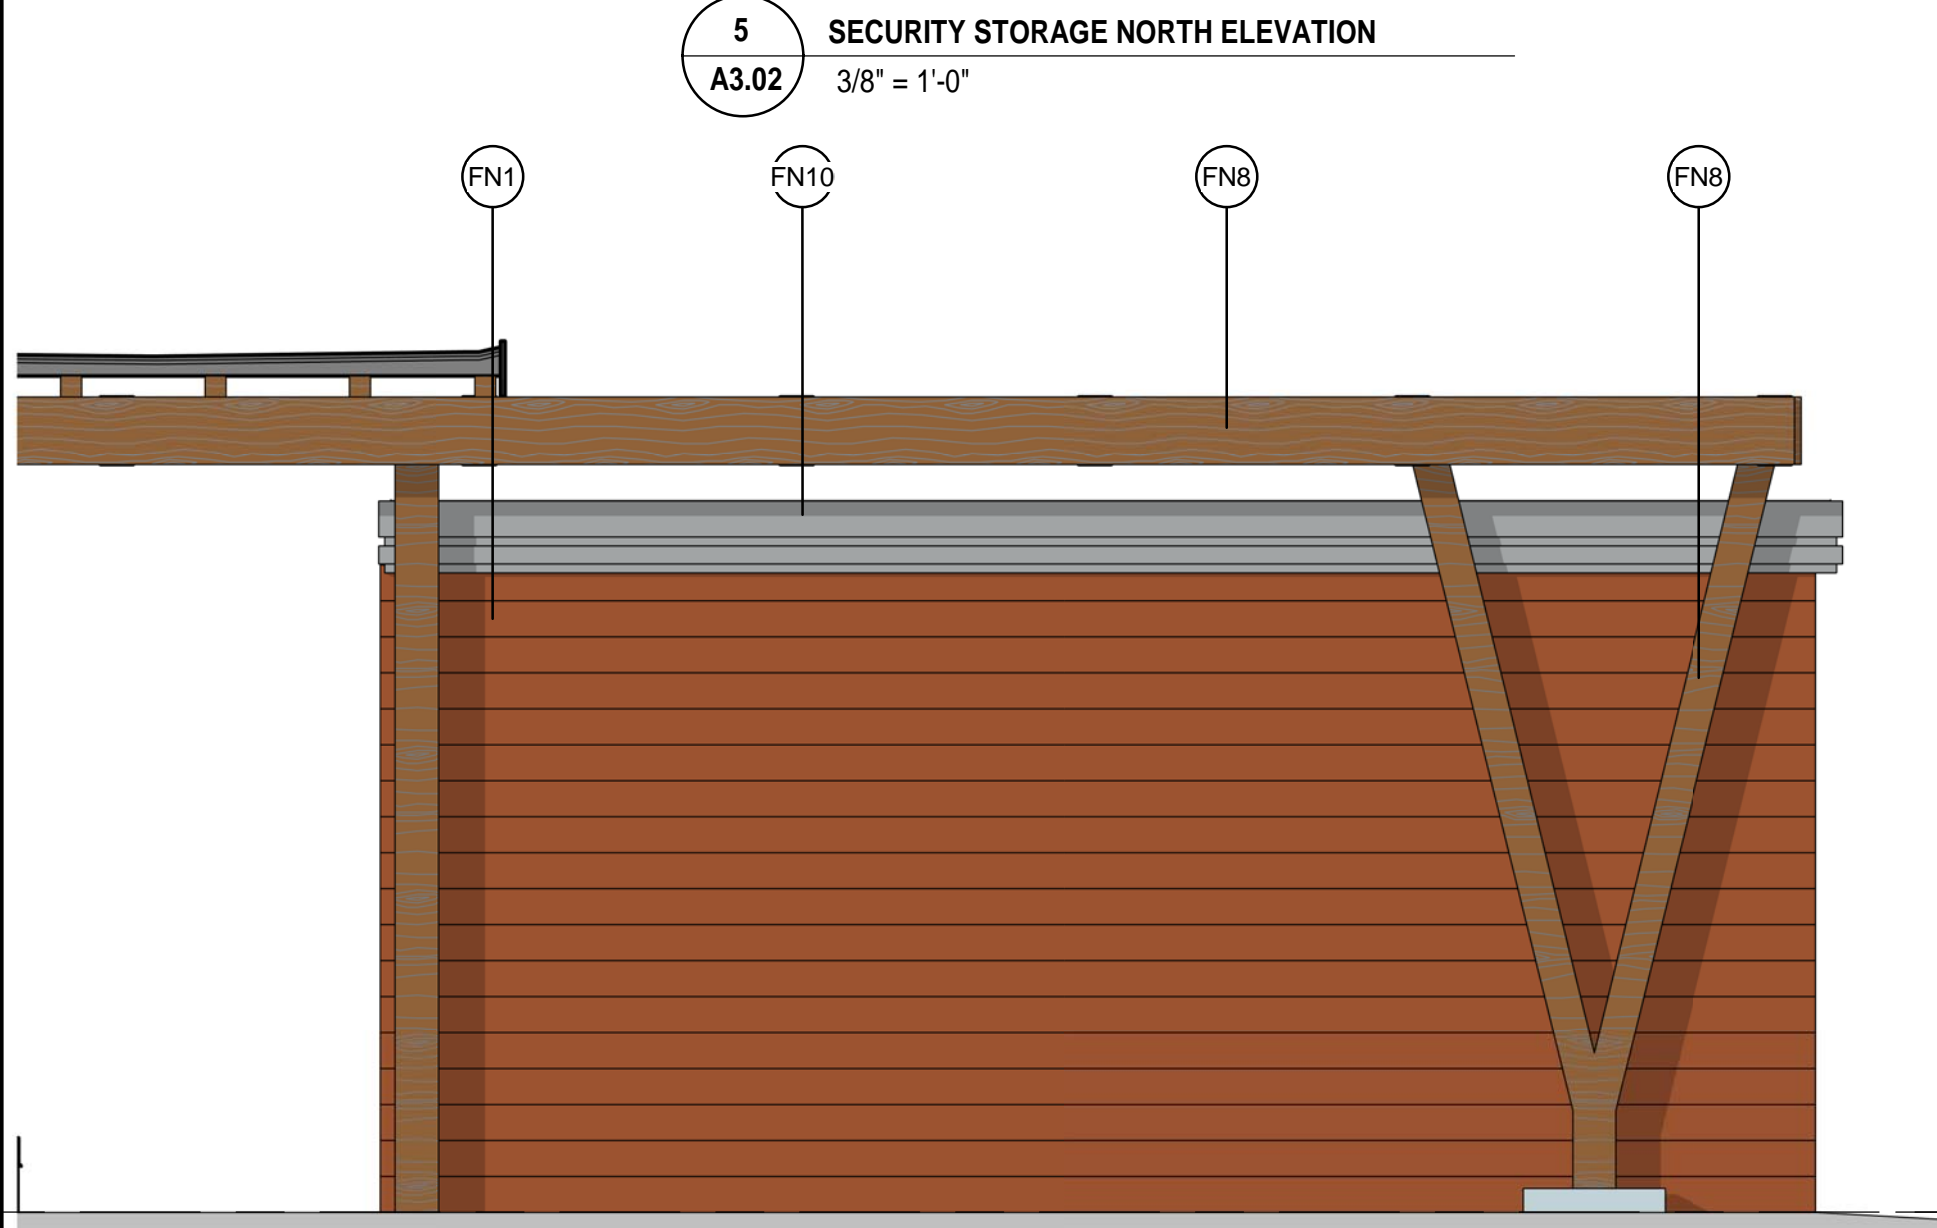 5
SECURITY STORAGE NORTH ELEVATION
A3.02
3/8" = 1'-0"
FN1
FN10
FN8
FN8